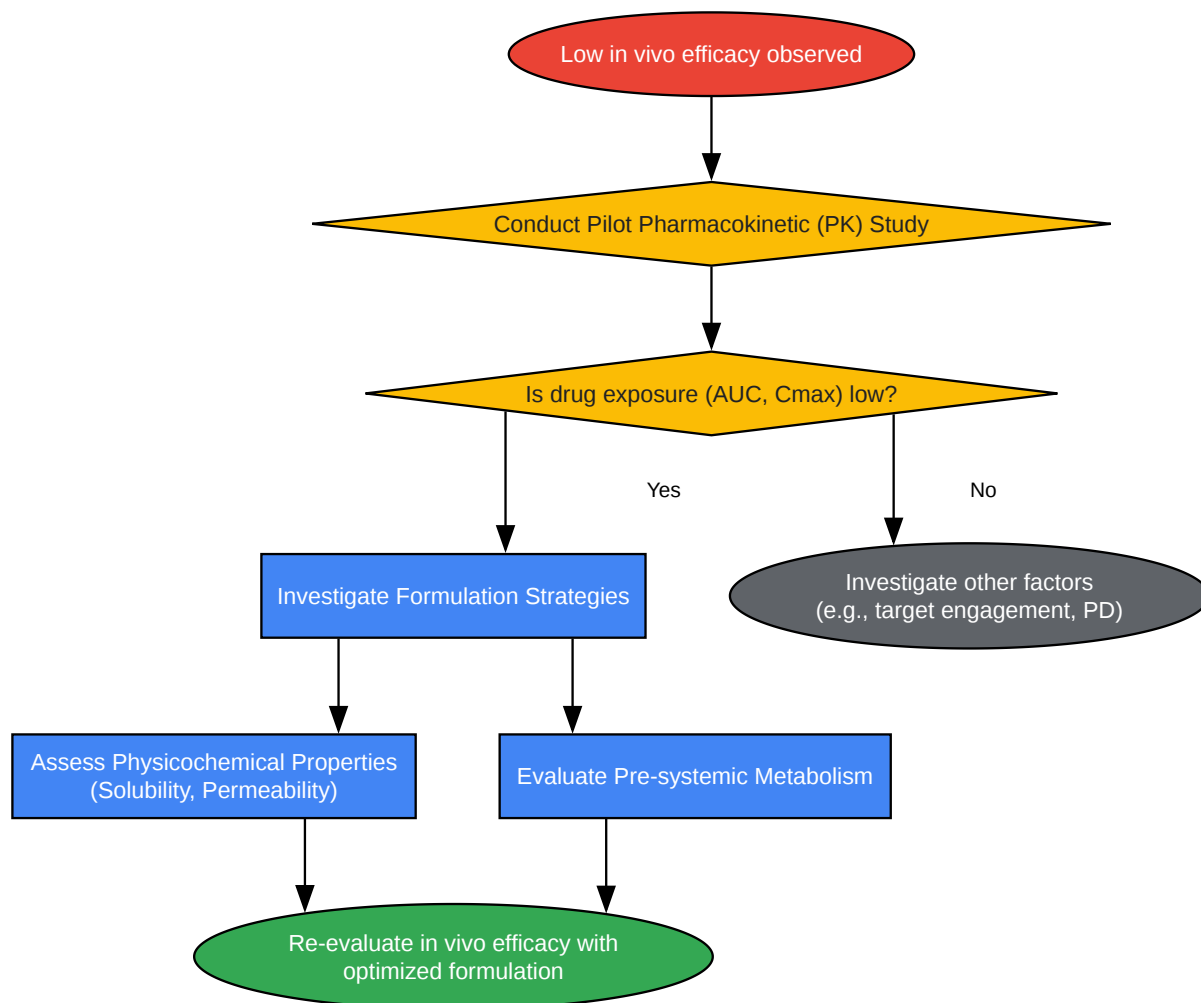 Low in vivo efficacy observed
Conduct Pilot Pharmacokinetic (PK) Study
Is drug exposure (AUC, Cmax) low?
Yes
No
Investigate Formulation Strategies
Investigate other factors
(e.g., target engagement, PD)
Assess Physicochemical Properties
(Solubility, Permeability)
Evaluate Pre-systemic Metabolism
Re-evaluate in vivo efficacy with
optimized formulation